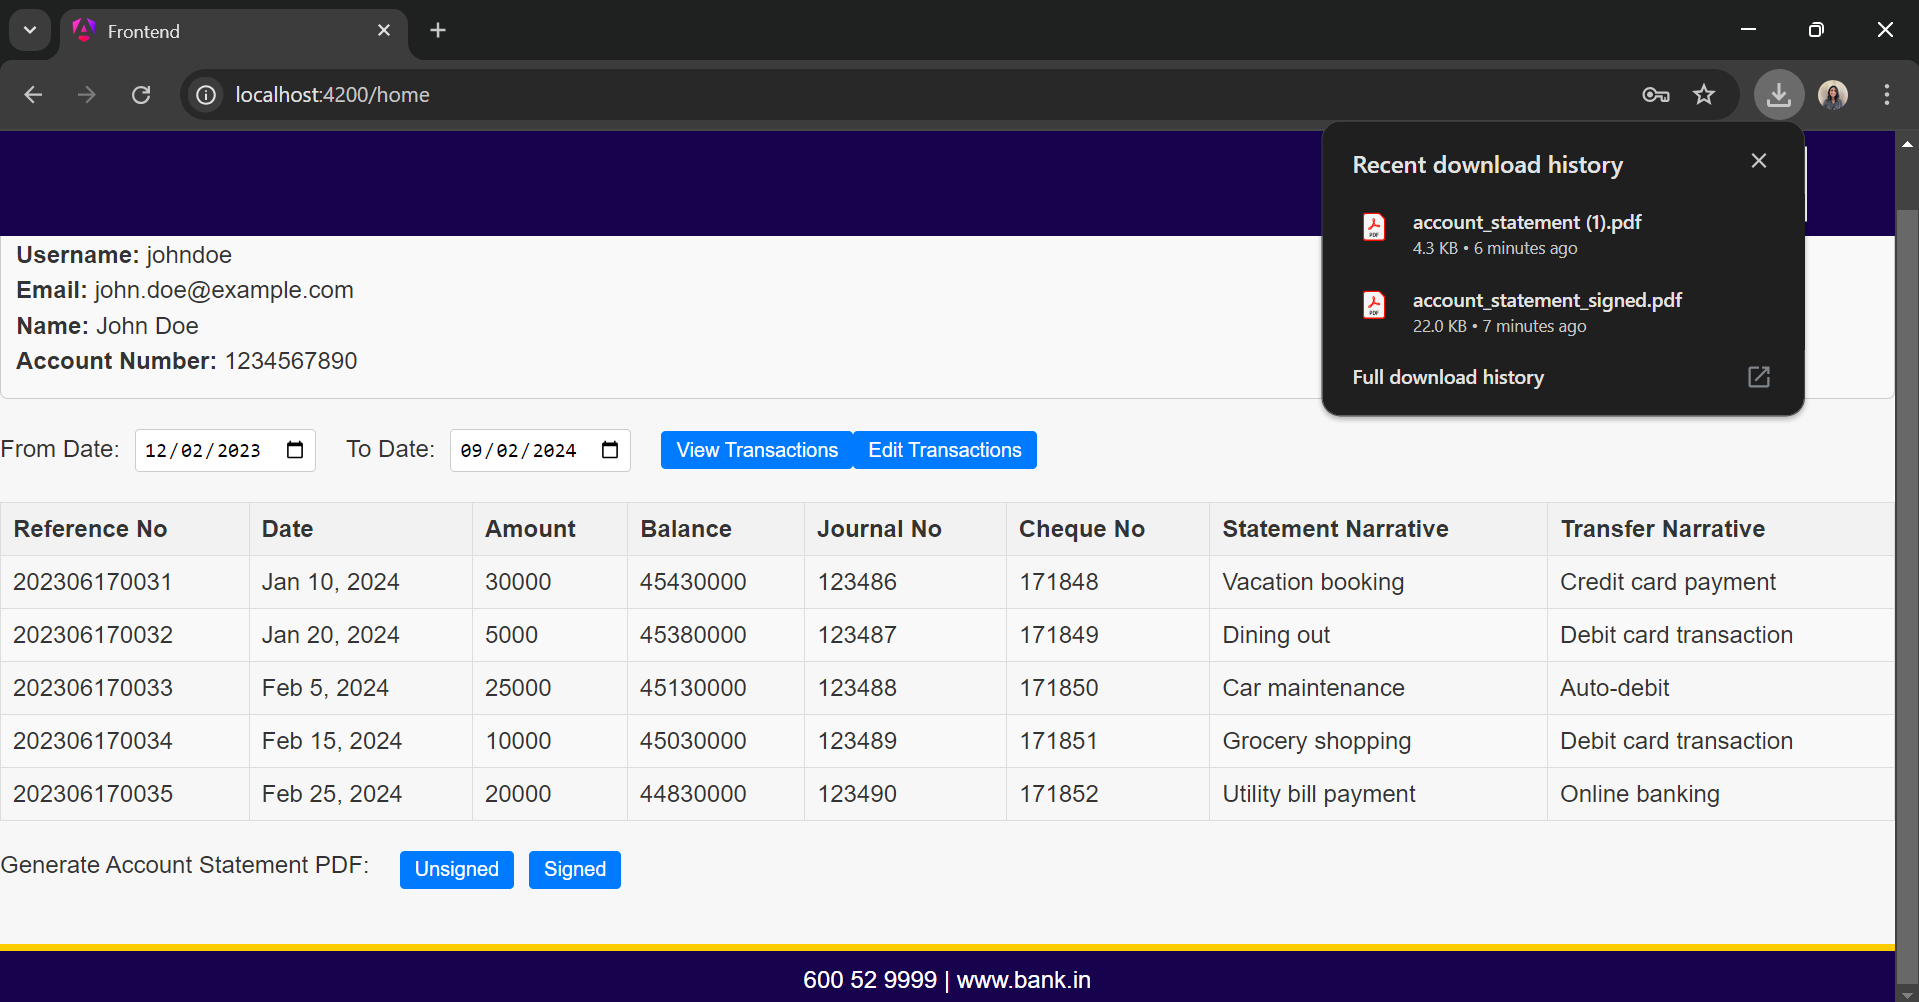 Frontend
localhost:4200/home
Recent download history
account_statement (1).pdf
4.3 KB • 6 minutes ago
account_statement_signed.pdf
22.0 KB • 7 minutes ago
Full download history
Username: johndoe
Email: john.doe@example.com
Name: John Doe
Account Number: 1234567890
From Date: 12/02/2023 To Date: 09/02/2024 View Transactions Edit Transactions
Reference No Date Amount Balance Journal No Cheque No Statement Narrative Transfer Narrative
202306170031 Jan 10, 2024 30000 45430000 123486 171848 Vacation booking Credit card payment
202306170032 Jan 20, 2024 5000 45380000 123487 171849 Dining out Debit card transaction
202306170033 Feb 5, 2024 25000 45130000 123488 171850 Car maintenance Auto-debit
202306170034 Feb 15, 2024 10000 45030000 123489 171851 Grocery shopping Debit card transaction
202306170035 Feb 25, 2024 20000 44830000 123490 171852 Utility bill payment Online banking
Generate Account Statement PDF: Unsigned Signed
600 52 9999 | www.bank.in